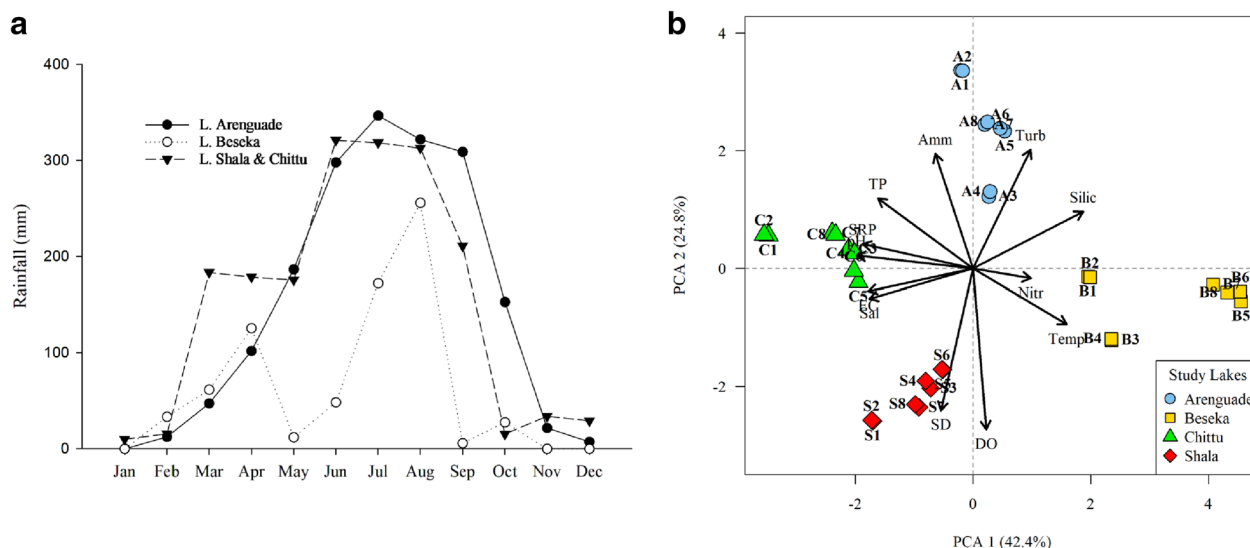 a
400
300
200
100
0
Rainfall (mm)
L. Arenguade
L. Beseka
L. Shala & Chittu
Jan Feb Mar Apr May Jun Jul Aug Sep Oct Nov Dec
b
4
2
0
-2
PCA 2 (24.8%)
A2
A1
A8 A6
A7
A5
Amm
Turb
A4 A3
TP
Silic
C2
C1
C8
SRP
C4 C3
C5
EC
Sal
Nitr
Temp
B2
B1
B6
B8
B5
B4 B3
S6
S4
S3
S8
S2
S1
SD
DO
Study Lakes
Arenguade
Beseka
Chittu
Shala
-2 0 2 4
PCA 1 (42.4%)